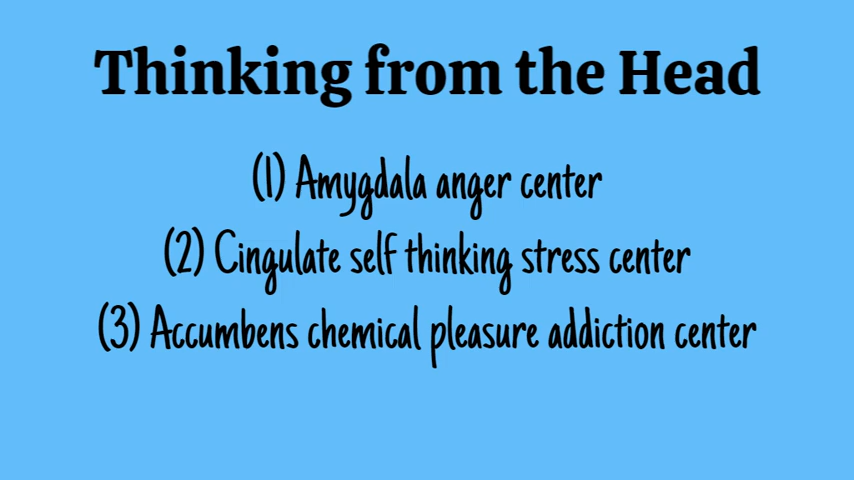 Thinking from the Head
(1) Amygdala anger center
(2) Cingulate self thinking stress center
(3) Accumbens chemical pleasure addiction center